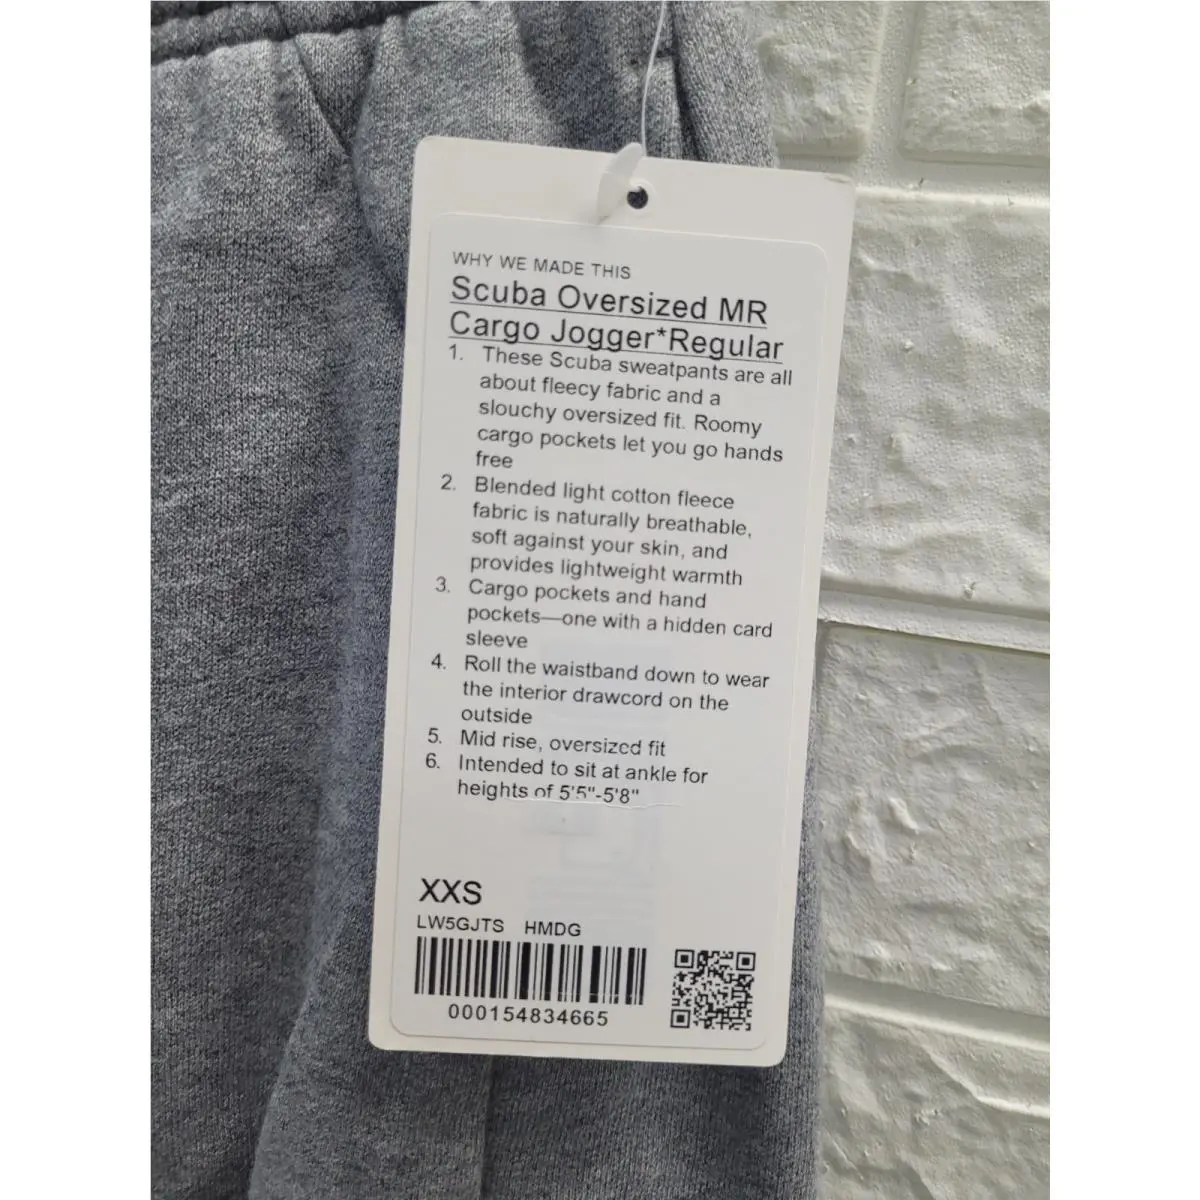 WHY WE MADE THIS
Scuba Oversized MR
Cargo Jogger*Regular
1. These Scuba sweatpants are all
about fleecy fabric and a
slouchy oversized fit. Roomy
cargo pockets let you go hands
free
2. Blended light cotton fleece
fabric is naturally breathable,
soft against your skin, and
provides lightweight warmth
3. Cargo pockets and hand
pockets—one with a hidden card
sleeve
4. Roll the waistband down to wear
the interior drawcord on the
outside
5. Mid rise, oversized fit
6. Intended to sit at ankle for
heights of 5'5"-5'8"
XXS
LW5GJTS HMDG
000154834665